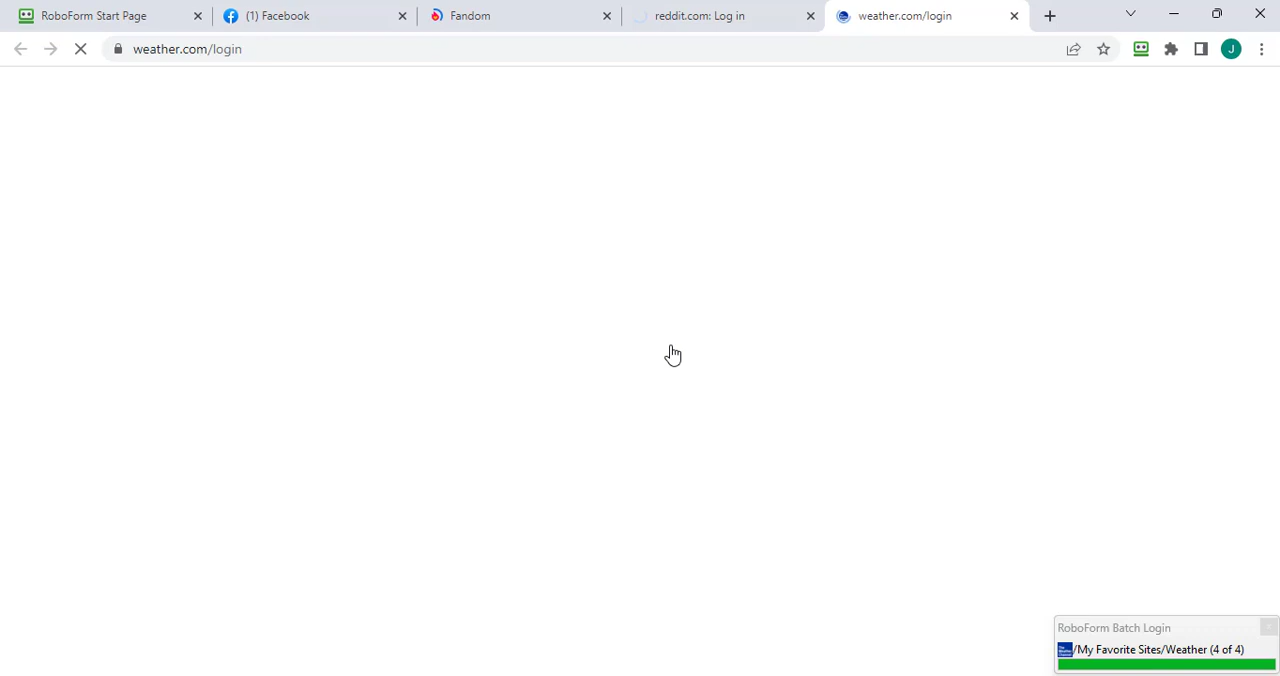 RoboForm Start Page
(1) Facebook
Fandom
reddit.com: Log in
weather.com/login
weather.com/login
J
RoboForm Batch Login
/My Favorite Sites/Weather (4 of 4)